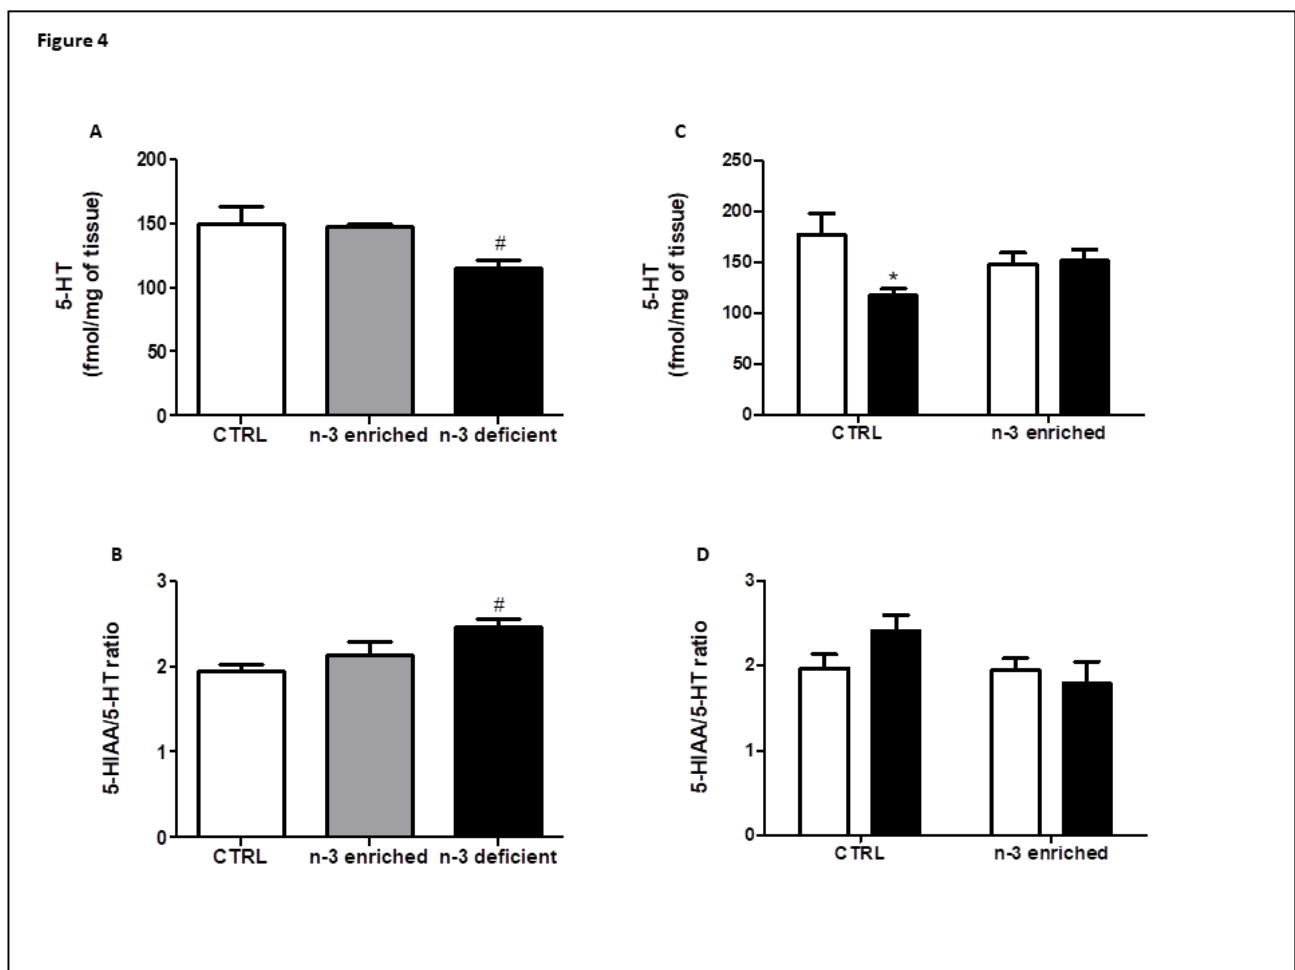 Figure 4
A
5-HT
(fmol/mg of tissue)
200
150
100
50
0
#
CTRL n-3 enriched n-3 deficient
C
5-HT
(fmol/mg of tissue)
250
200
150
100
50
0
*
CTRL n-3 enriched
B
5-HIAA/5-HT ratio
3
2
1
0
#
CTRL n-3 enriched n-3 deficient
D
5-HIAA/5-HT ratio
3
2
1
0
CTRL n-3 enriched